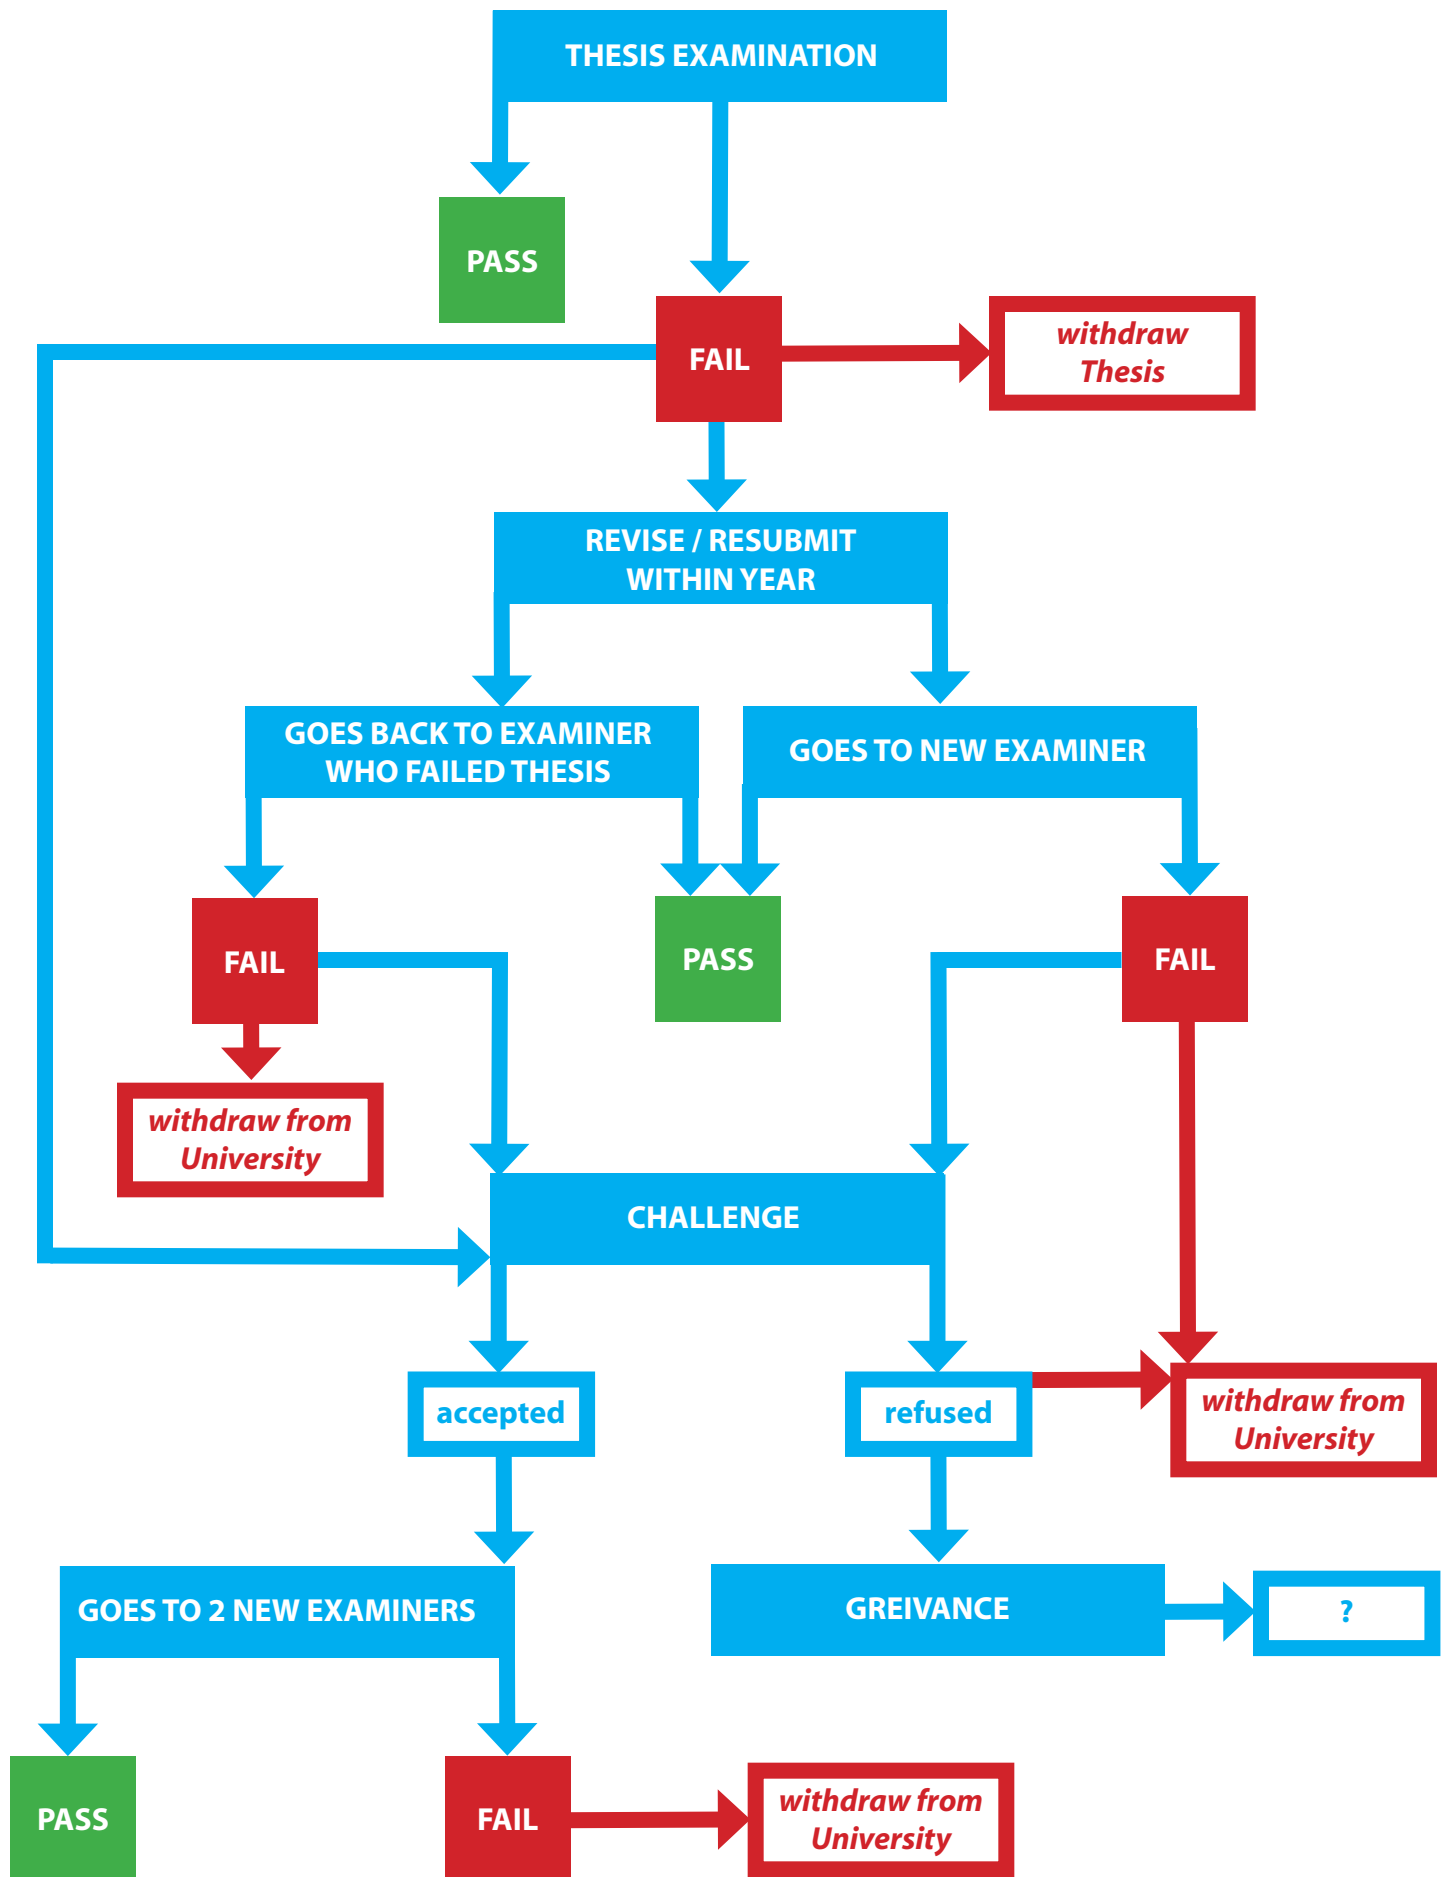 THESIS EXAMINATION
PASS
FAIL
withdraw
Thesis
REVISE / RESUBMIT
WITHIN YEAR
GOES BACK TO EXAMINER
WHO FAILED THESIS
GOES TO NEW EXAMINER
FAIL
PASS
FAIL
withdraw from
University
CHALLENGE
accepted
refused
withdraw from
University
GOES TO 2 NEW EXAMINERS
GREIVANCE
?
PASS
FAIL
withdraw from
University